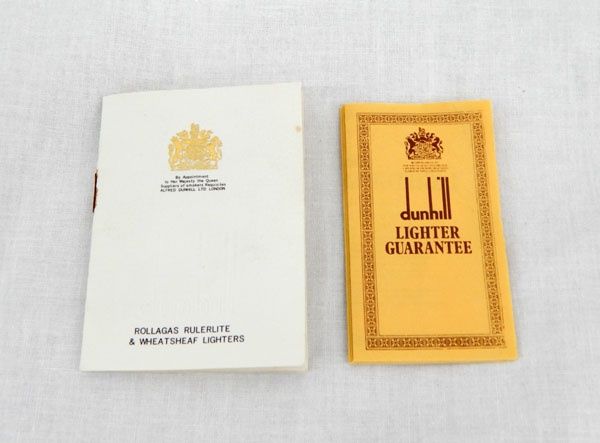 By Appointment
to Her Majesty the Queen
Suppliers of smokers Requisites
ALFRED DUNHILL LTD LONDON
ROLLAGAS RULERLITE
& WHEATSHEAF LIGHTERS
dunhill
LIGHTER
GUARANTEE